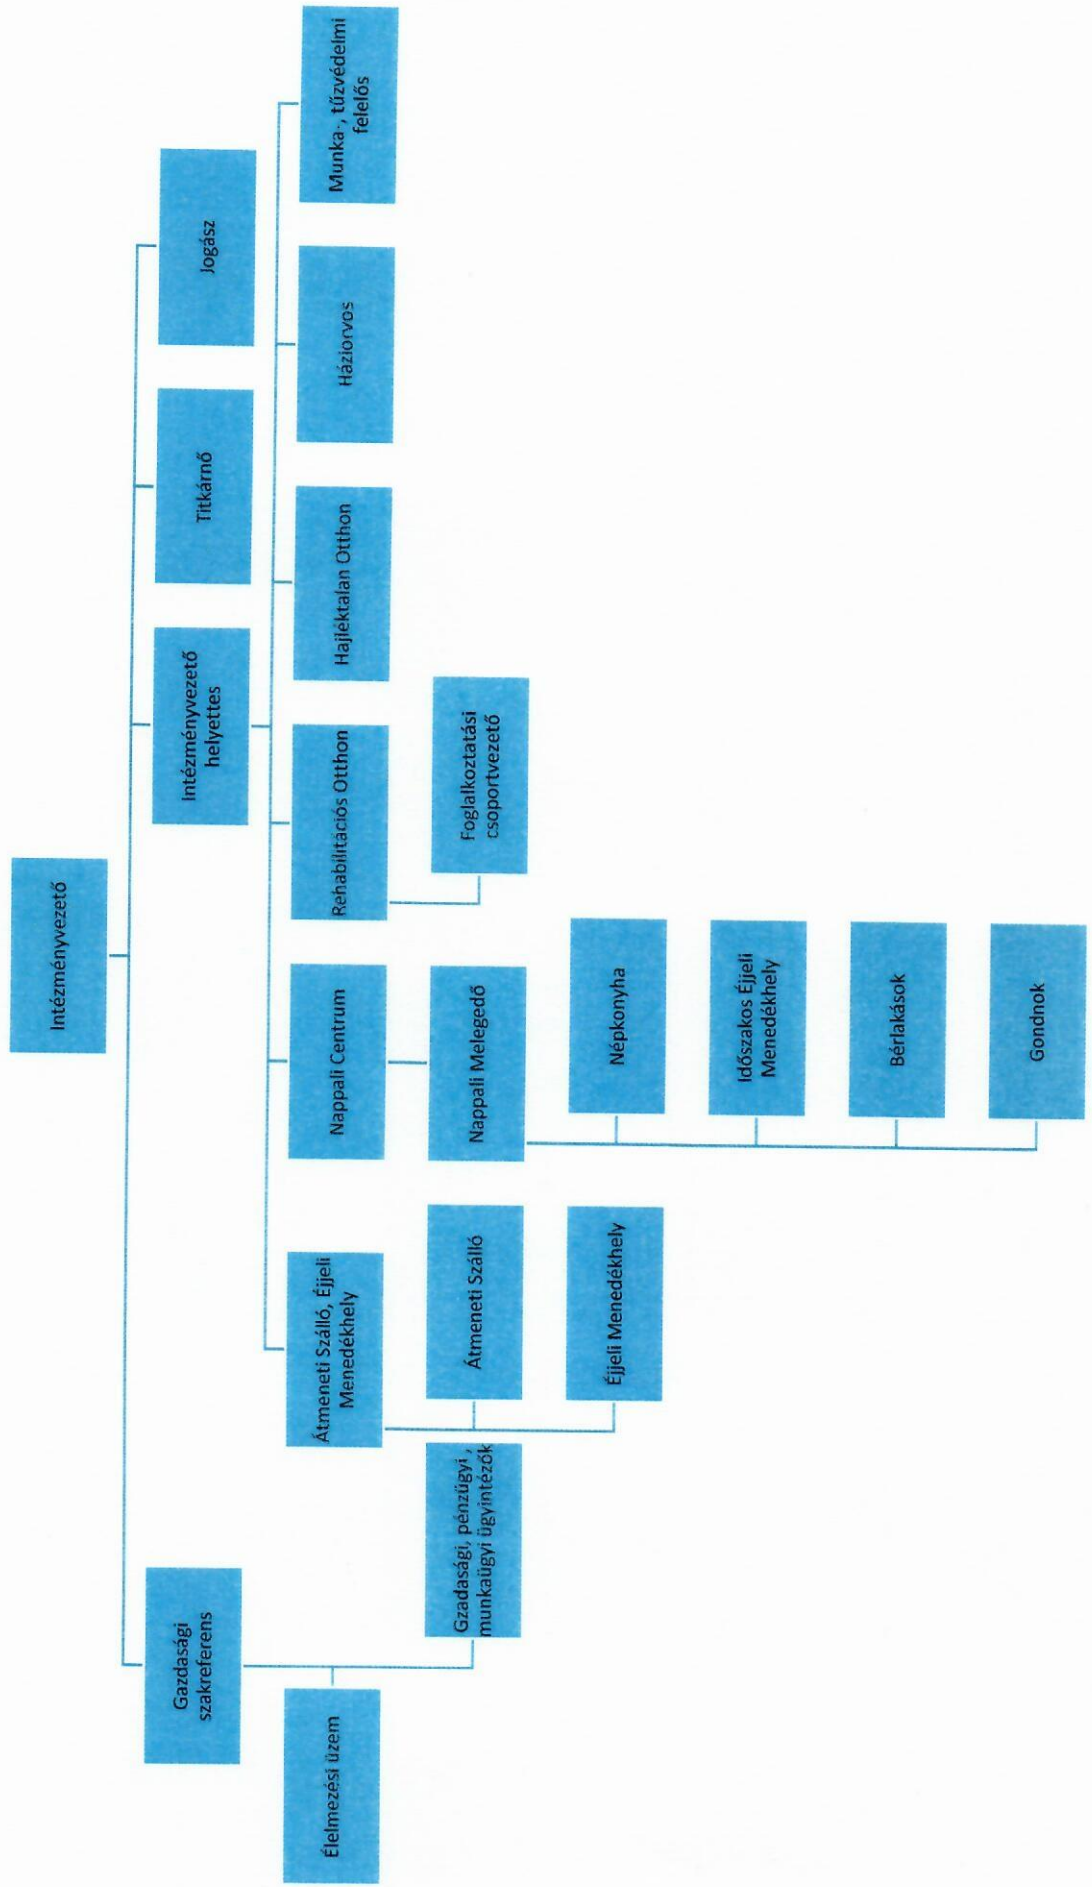 Intézményvezető
Gazdasági
szakreferens
Intézményvezető
helyettes
Titkárnő
Jogász
Élelmezési üzem
Gzadasági, pénzügyi ,
munkaügyi ügyintézők
Átmeneti Szálló, Éjjeli
Menedékhely
Átmeneti Szálló
Éjjeli Menedékhely
Nappali Centrum
Nappali Melegedő
Népkonyha
Időszakos Éjjeli
Menedékhely
Bérlakások
Gondnok
Rehabilitációs Otthon
Foglalkoztatási
csoportvezető
Hajléktalan Otthon
Háziorvos
Munka-, tűzvédelmi
felelős